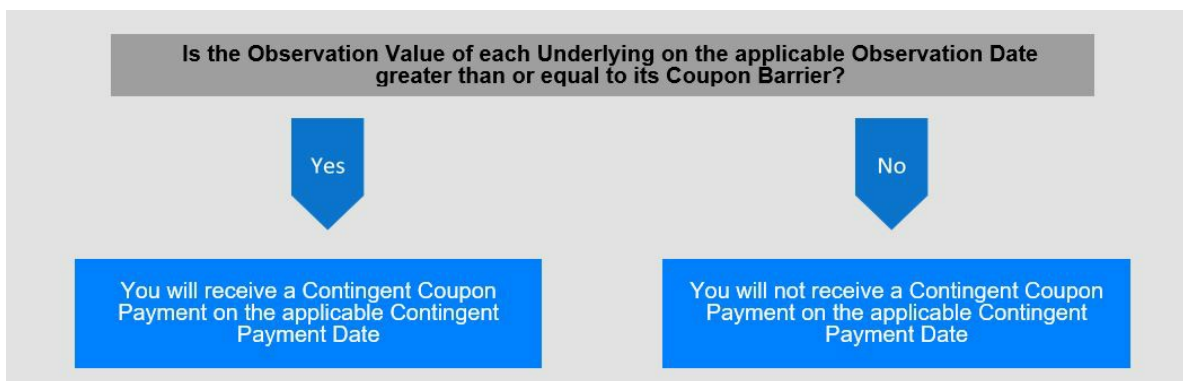 Is the Observation Value of each Underlying on the applicable Observation Date
greater than or equal to its Coupon Barrier?
Yes
No
You will receive a Contingent Coupon
Payment on the applicable Contingent
Payment Date
You will not receive a Contingent Coupon
Payment on the applicable Contingent
Payment Date